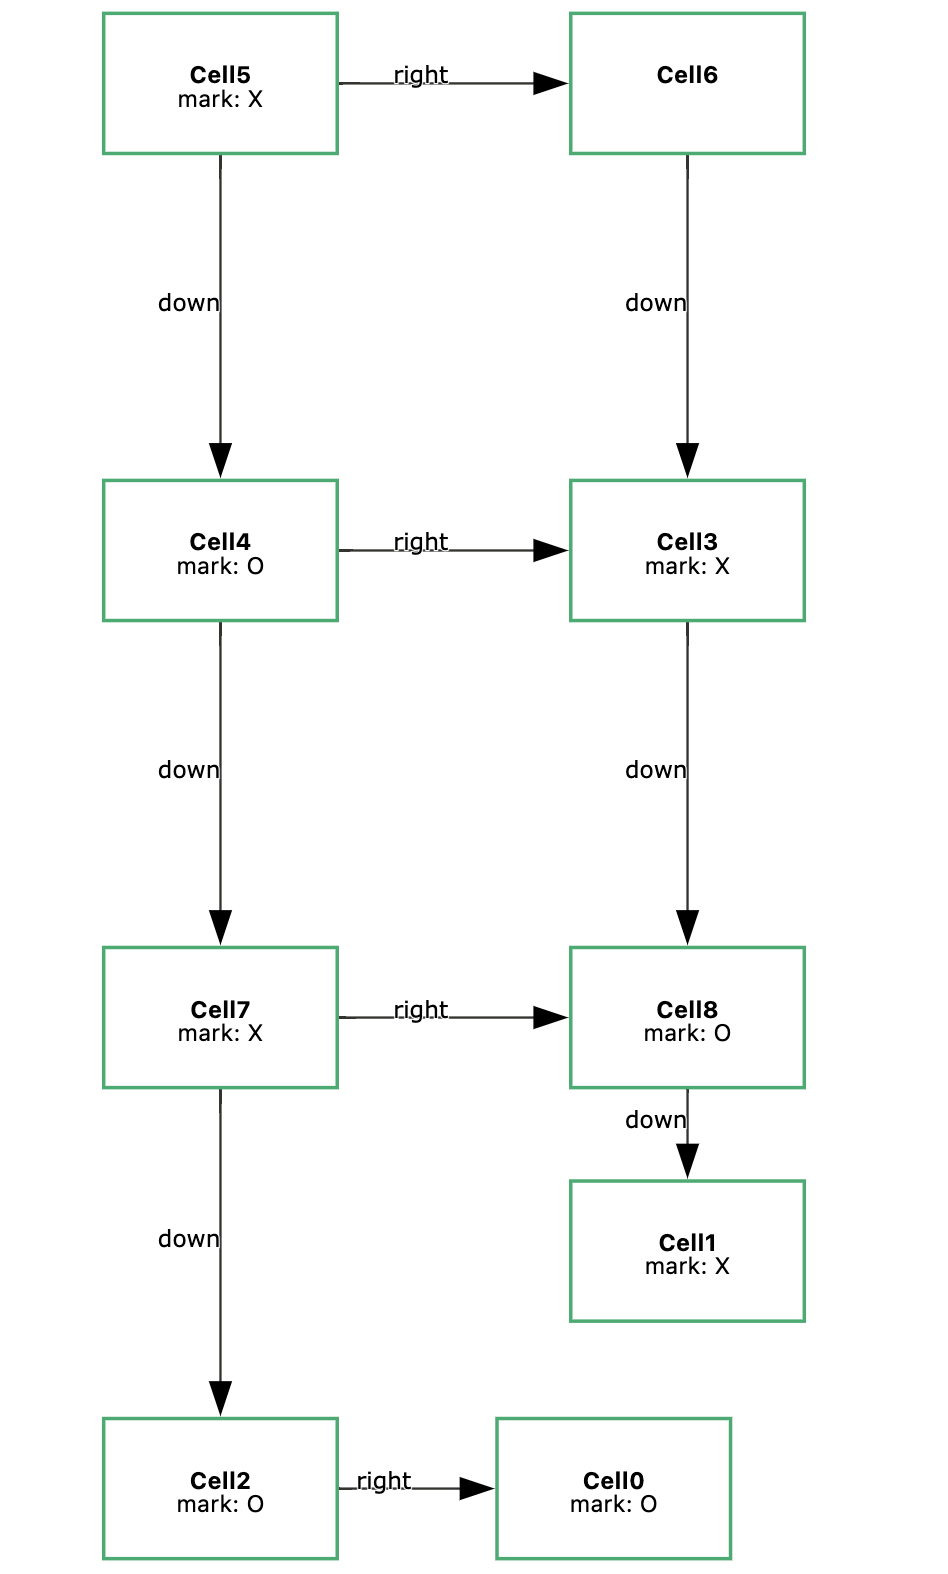 Cell5
mark: X
right
Cell6
down
down
Cell4
mark: O
right
Cell3
mark: X
down
down
Cell7
mark: X
right
Cell8
mark: O
down
down
Cell1
mark: X
Cell2
mark: O
right
Cell0
mark: O